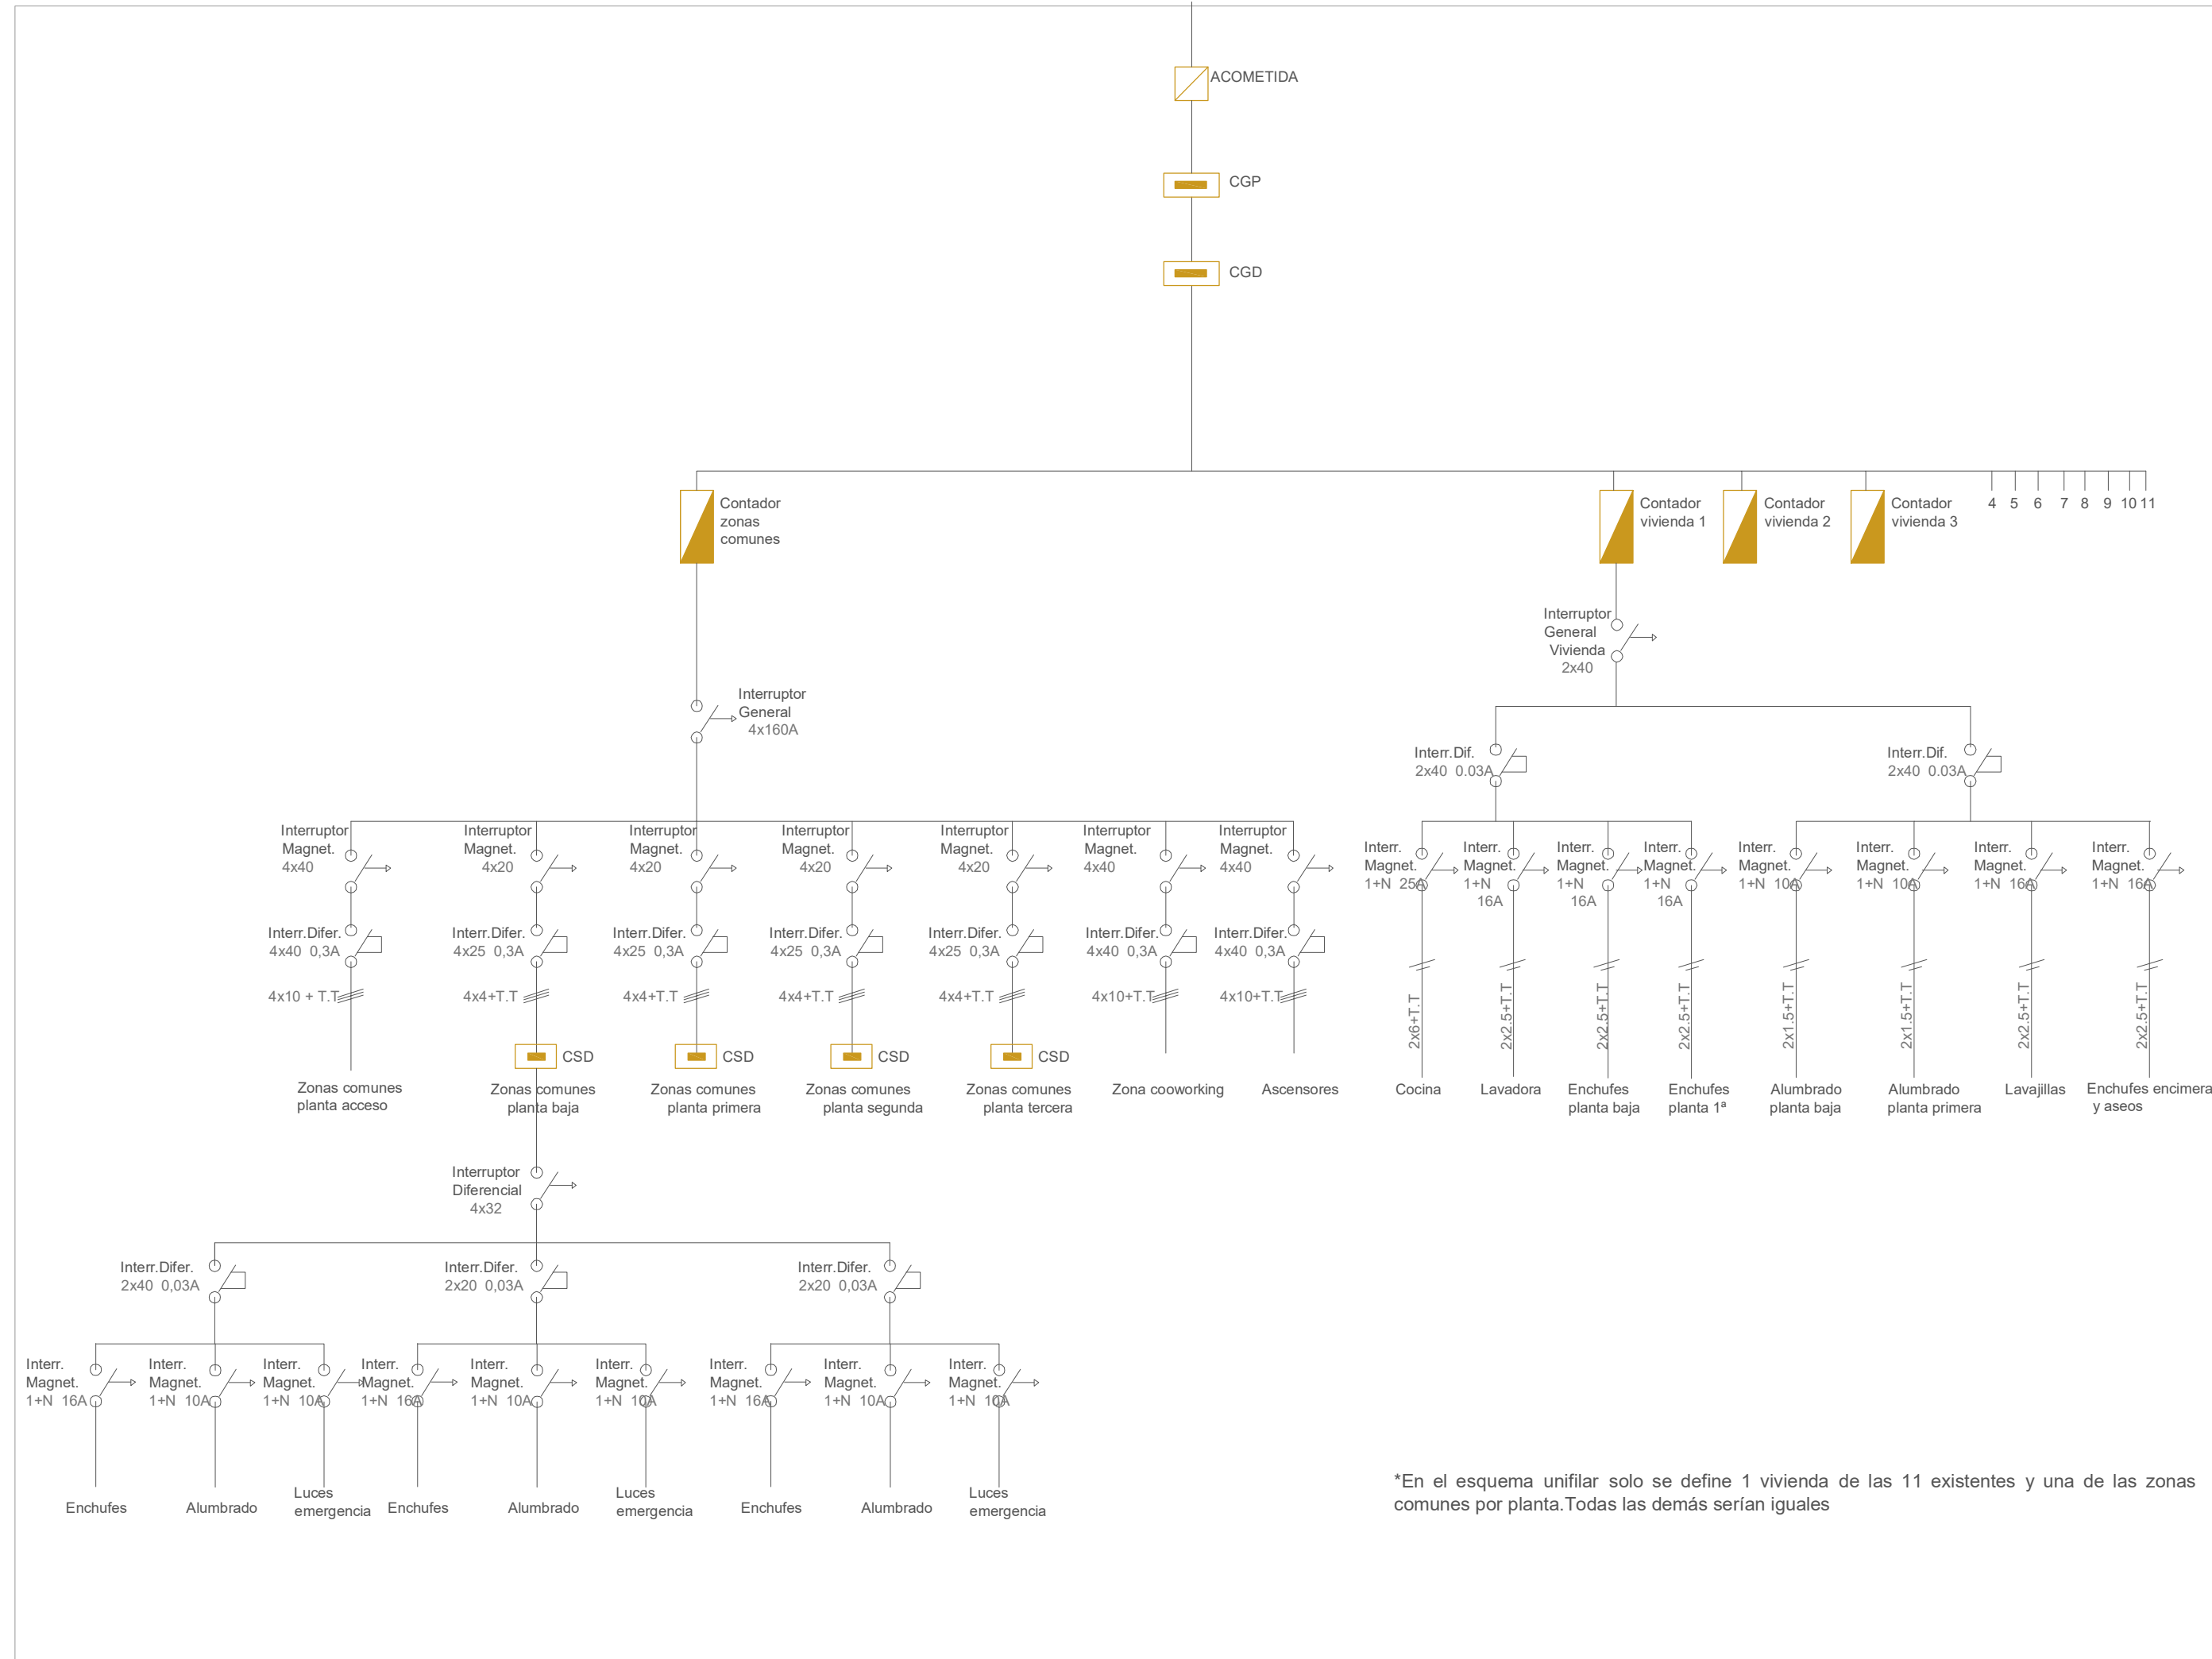 ACOMETIDA
CGP
CGD
Contador
zonas
comunes
Contador
vivienda 1
Contador
vivienda 2
Contador
vivienda 3
4 5 6 7 8 9 10 11
Interruptor
General
Vivienda
2x40
Interruptor
General
4x160A
Interr.Dif.
2x40 0.03A
Interr.Dif.
2x40 0.03A
Interruptor
Magnet.
4x40
Interruptor
Magnet.
4x20
Interruptor
Magnet.
4x20
Interruptor
Magnet.
4x20
Interruptor
Magnet.
4x20
Interruptor
Magnet.
4x40
Interruptor
Magnet.
4x40
Interr.
Magnet.
1+N 25A
Interr.
Magnet.
1+N
16A
Interr.
Magnet.
1+N
16A
Interr.
Magnet.
1+N
16A
Interr.
Magnet.
1+N 10A
Interr.
Magnet.
1+N 10A
Interr.
Magnet.
1+N 16A
Interr.
Magnet.
1+N 16A
Interr.Difer.
4x40 0,3A
Interr.Difer.
4x25 0,3A
Interr.Difer.
4x25 0,3A
Interr.Difer.
4x25 0,3A
Interr.Difer.
4x25 0,3A
Interr.Difer.
4x40 0,3A
Interr.Difer.
4x40 0,3A
4x10 + T.T
4x4+T.T
4x4+T.T
4x4+T.T
4x4+T.T
4x10+T.T
4x10+T.T
2x6+T.T
2x2.5+T.T
2x2.5+T.T
2x2.5+T.T
2x1.5+T.T
2x1.5+T.T
2x2.5+T.T
2x2.5+T.T
CSD
CSD
CSD
CSD
Zonas comunes
planta acceso
Zonas comunes
planta baja
Zonas comunes
planta primera
Zonas comunes
planta segunda
Zonas comunes
planta tercera
Zona cooworking
Ascensores
Cocina
Lavadora
Enchufes
planta baja
Enchufes
planta 1ª
Alumbrado
planta baja
Alumbrado
planta primera
Lavajillas
Enchufes encimera
y aseos
Interruptor
Diferencial
4x32
Interr.Difer.
2x40 0,03A
Interr.Difer.
2x20 0,03A
Interr.Difer.
2x20 0,03A
Interr.
Magnet.
1+N 16A
Interr.
Magnet.
1+N 10A
Interr.
Magnet.
1+N 10A
Interr.
Magnet.
1+N 16A
Interr.
Magnet.
1+N 10A
Interr.
Magnet.
1+N 10A
Interr.
Magnet.
1+N 16A
Interr.
Magnet.
1+N 10A
Interr.
Magnet.
1+N 10A
Enchufes
Alumbrado
Luces
emergencia
Enchufes
Alumbrado
Luces
emergencia
Enchufes
Alumbrado
Luces
emergencia
*En el esquema unifilar solo se define 1 vivienda de las 11 existentes y una de las zonas
comunes por planta.Todas las demás serían iguales